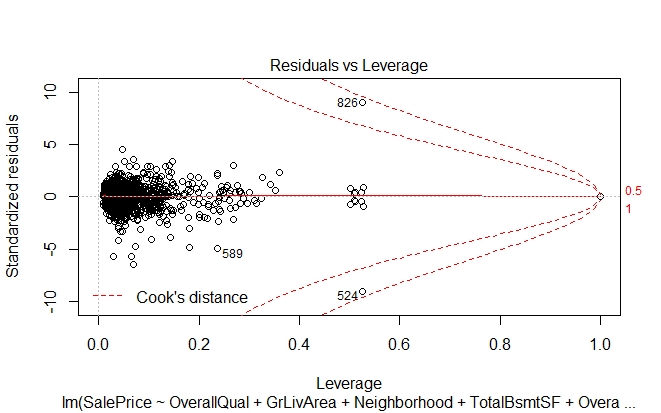 Residuals vs Leverage
Standardized residuals
10
5
0
-5
-10
826
589
524
0.5
1
Cook's distance
0.0 0.2 0.4 0.6 0.8 1.0
Leverage
lm(SalePrice ~ OverallQual + GrLivArea + Neighborhood + TotalBsmtSF + Overa ...